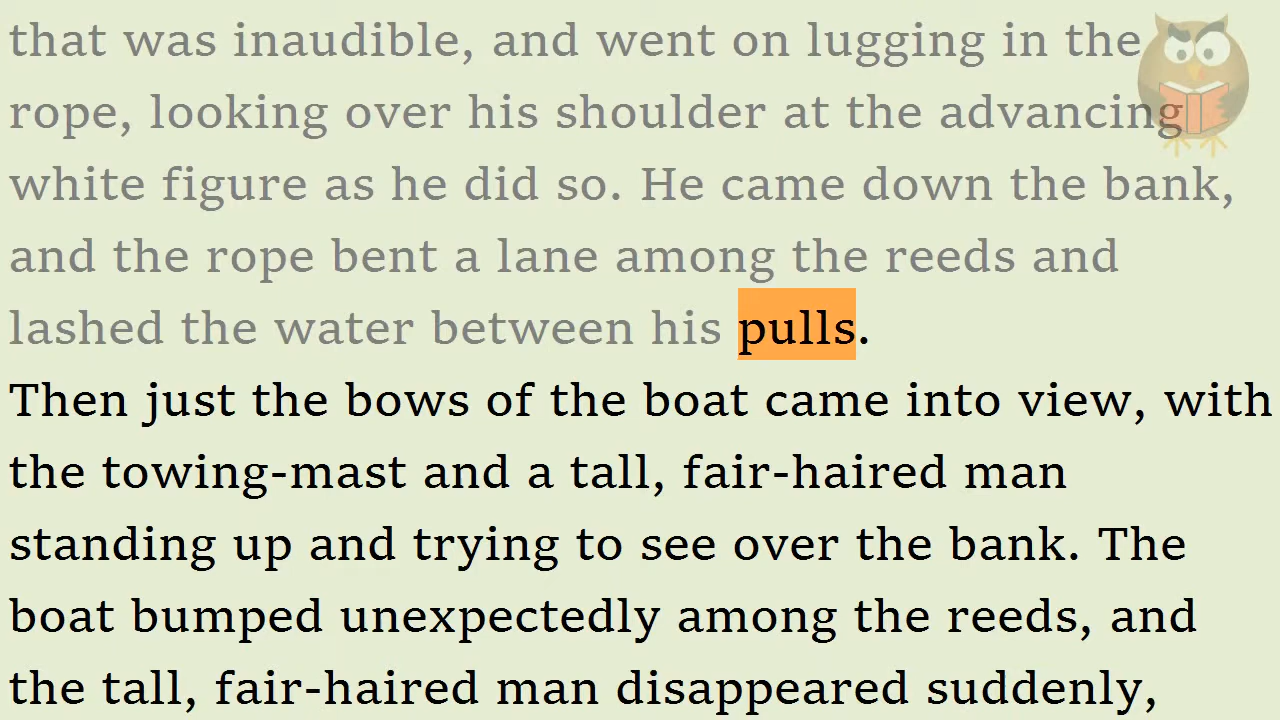 that was inaudible, and went on lugging in the
rope, looking over his shoulder at the advancing
white figure as he did so. He came down the bank,
and the rope bent a lane among the reeds and
lashed the water between his pulls.
Then just the bows of the boat came into view, with
the towing-mast and a tall, fair-haired man
standing up and trying to see over the bank. The
boat bumped unexpectedly among the reeds, and
the tall, fair-haired man disappeared suddenly,